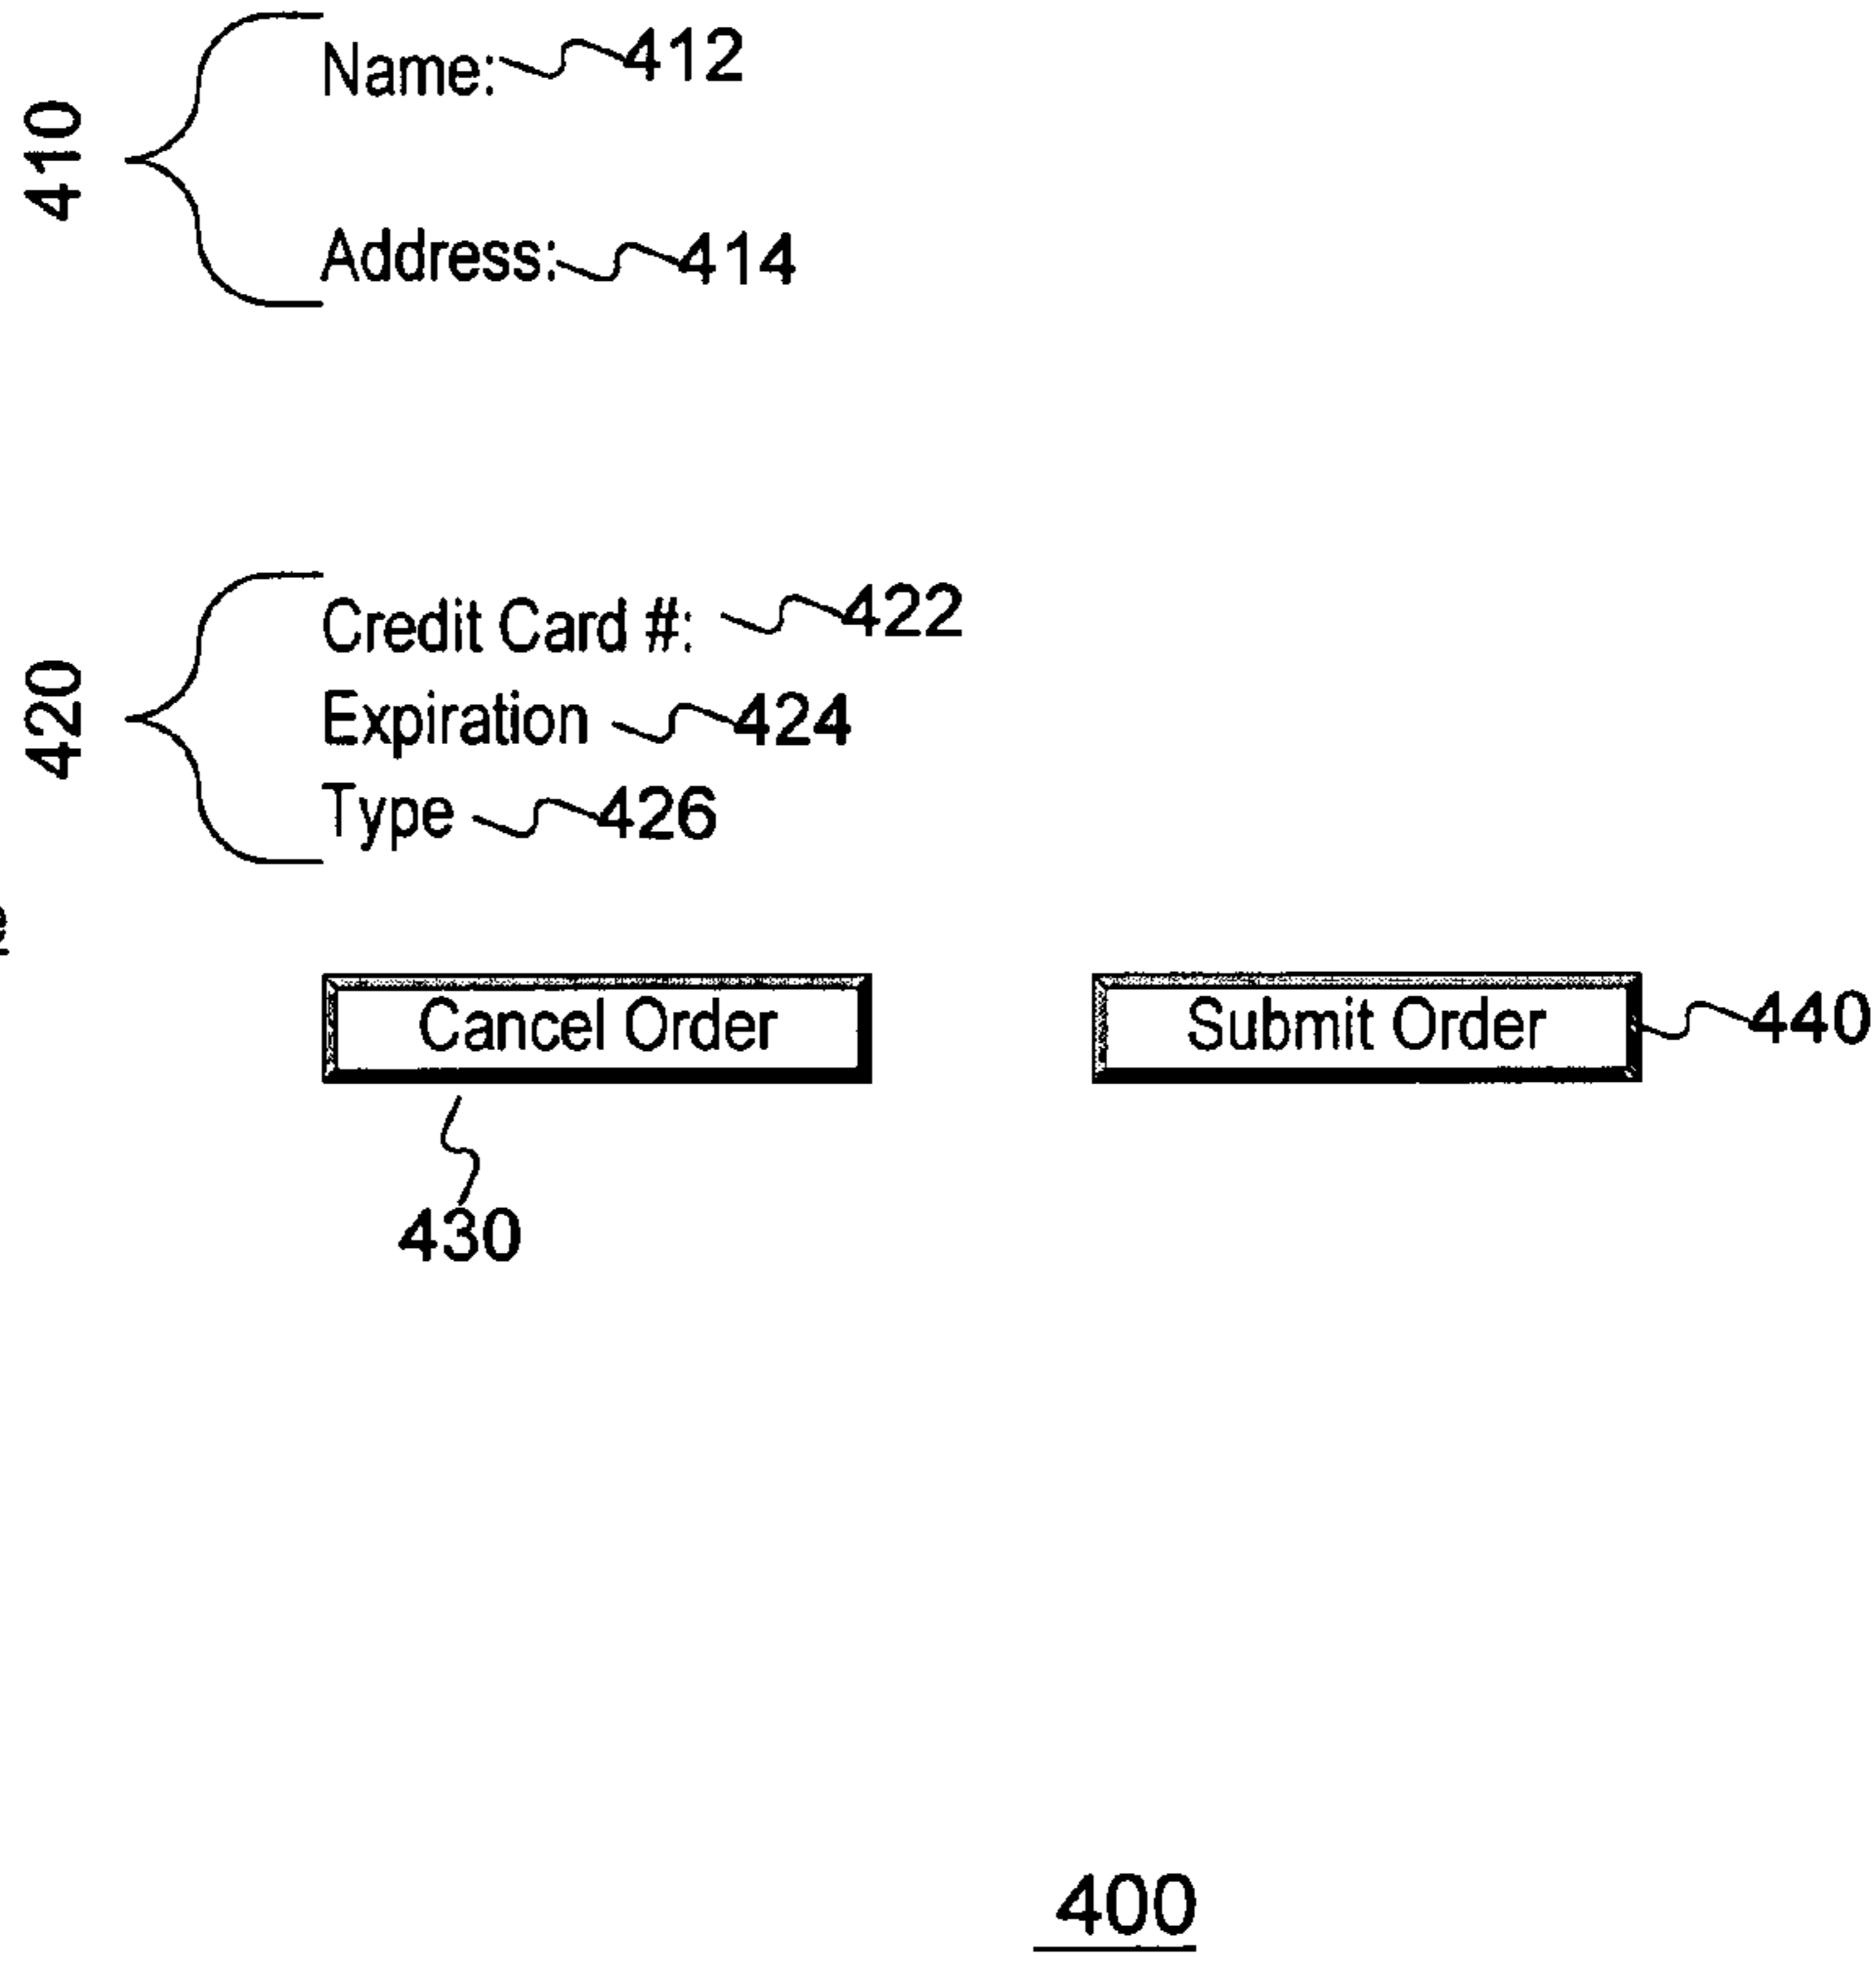 410
Name: 412
Address: 414
420
Credit Card #: 422
Expiration 424
Type 426
Cancel Order Submit Order 440
430
400